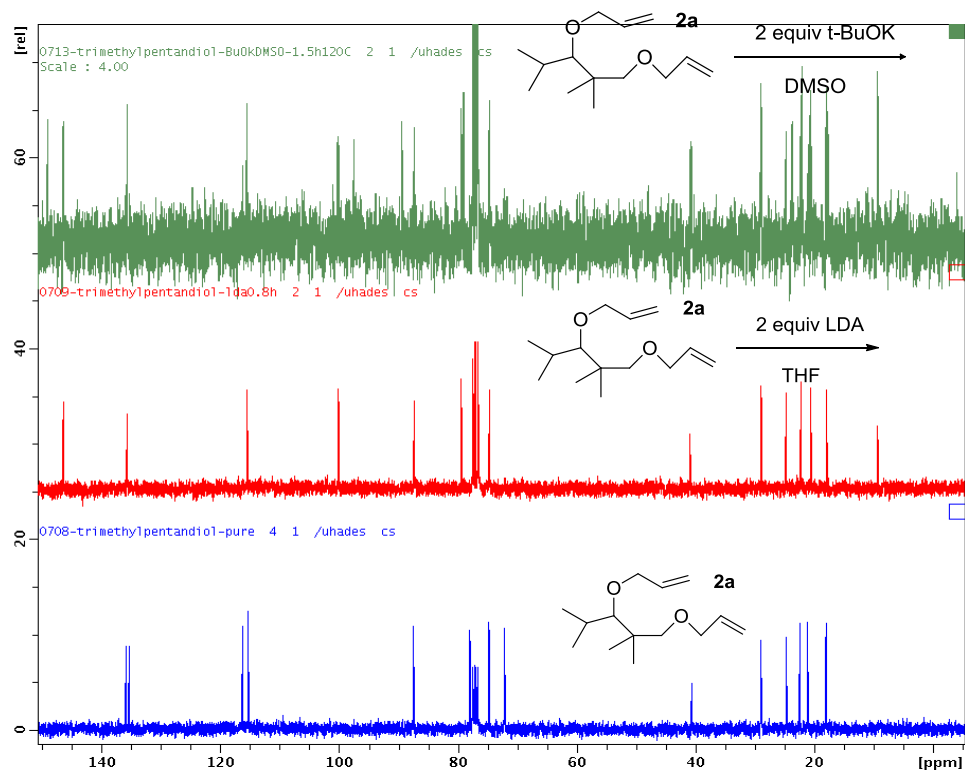 [rel]
0713-trimethylpentandiol-BuOkDMSO-1.5h120C 2 1 /uhades cs
Scale : 4.00
O 2a
O
2 equiv t-BuOK
DMSO
60
0709-trimethylpentandiol-lda0.8h 2 1 /uhades cs
O 2a
O
2 equiv LDA
THF
40
0708-trimethylpentandiol-pure 4 1 /uhades cs
20
O 2a
O
0
140 120 100 80 60 40 20 [ppm]